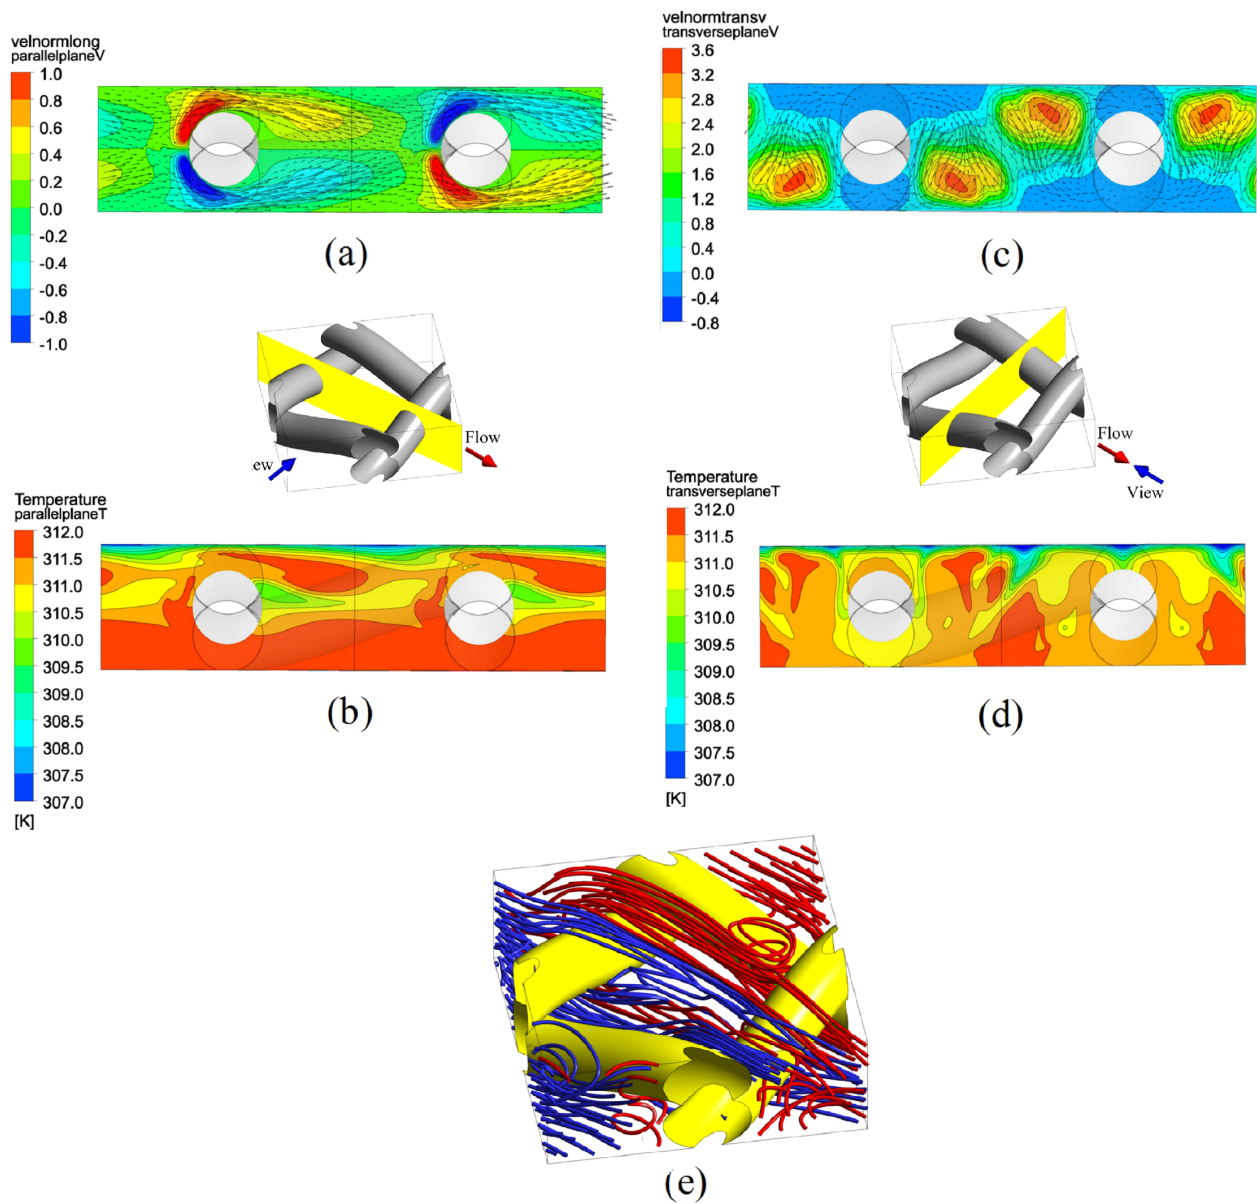 velnormlong
parallelplaneV
1.0
0.8
0.6
0.4
0.2
0.0
-0.2
-0.4
-0.6
-0.8
-1.0
(a)
velnormtransv
transverseplaneV
3.6
3.2
2.8
2.4
2.0
1.6
1.2
0.8
0.4
0.0
-0.4
-0.8
(c)
Flow
ew
Flow
View
Temperature
parallelplaneT
312.0
311.5
311.0
310.5
310.0
309.5
309.0
308.5
308.0
307.5
307.0
[K]
(b)
Temperature
transverseplaneT
312.0
311.5
311.0
310.5
310.0
309.5
309.0
308.5
308.0
307.5
307.0
[K]
(d)
(e)